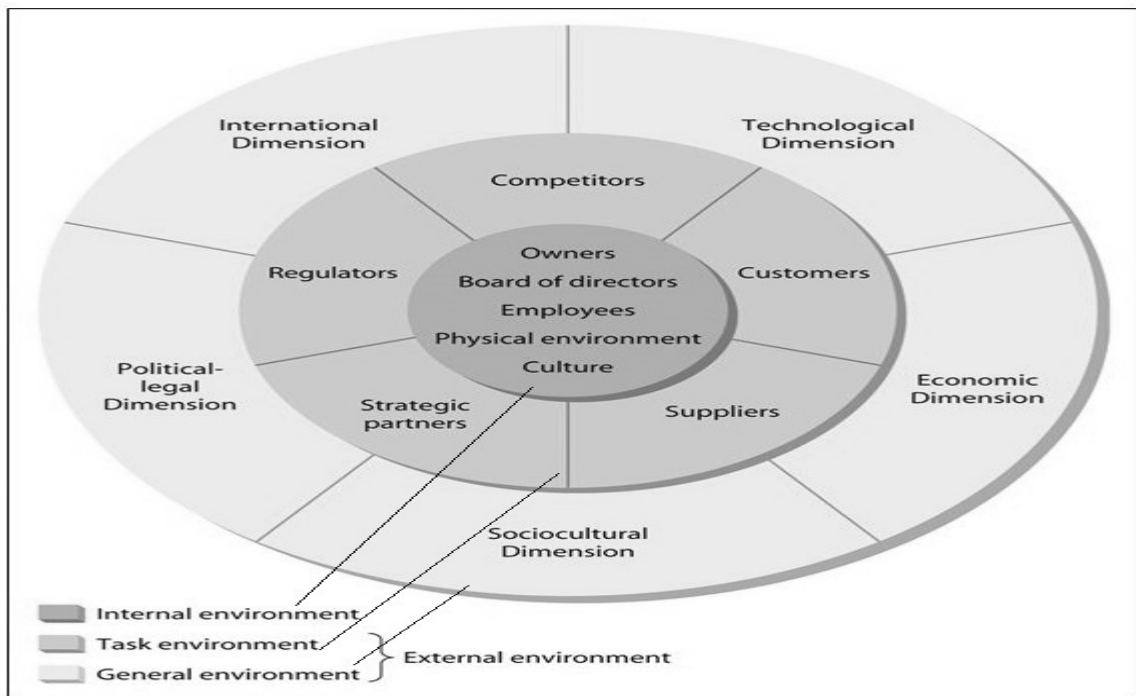 International
Dimension
Technological
Dimension
Competitors
Regulators
Owners
Board of directors
Employees
Physical environment
Culture
Customers
Political-
legal
Dimension
Strategic
partners
Suppliers
Economic
Dimension
Sociocultural
Dimension
Internal environment
Task environment
General environment
External environment